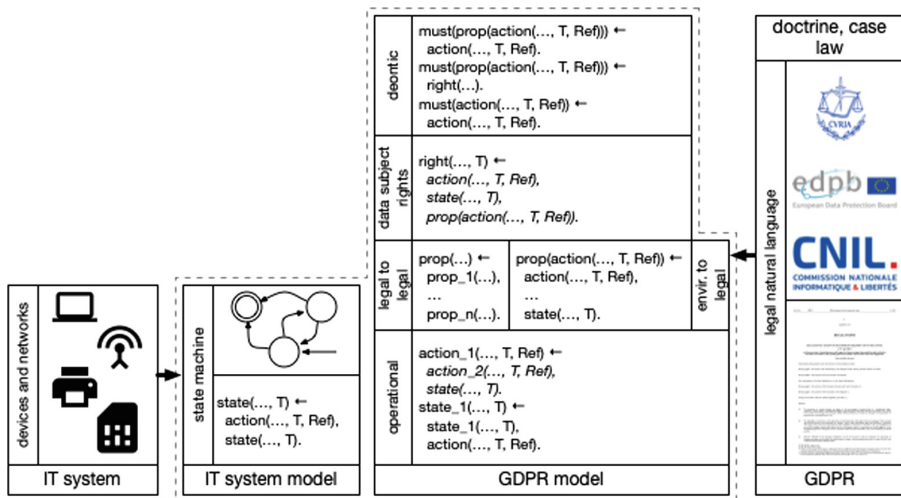 devices and networks
IT system
state machine
state(..., T) ←
action(..., T, Ref),
state(..., T).
IT system model
deontic
must(prop(action(..., T, Ref))) ←
action(..., T, Ref).
must(prop(action(..., T, Ref))) ←
right(...).
must(action(..., T, Ref)) ←
action(..., T, Ref).
data subject
rights
right(..., T) ←
action(..., T, Ref),
state(..., T),
prop(action(..., T, Ref)).
legal to
legal
prop(...) ←
prop_1(...),
...
prop_n(...).
prop(action(..., T, Ref)) ←
action(..., T, Ref),
...
state(..., T).
envir. to
legal
operational
action_1(..., T, Ref) ←
action_2(..., T, Ref),
state(..., T).
state_1(..., T) ←
state_1(..., T),
action(..., T, Ref).
GDPR model
doctrine, case
law
legal natural language
CVRIA
edpb
European Data Protection Board
CNIL.
COMMISSION NATIONALE
INFORMATIQUE & LIBERTÉS
GDPR